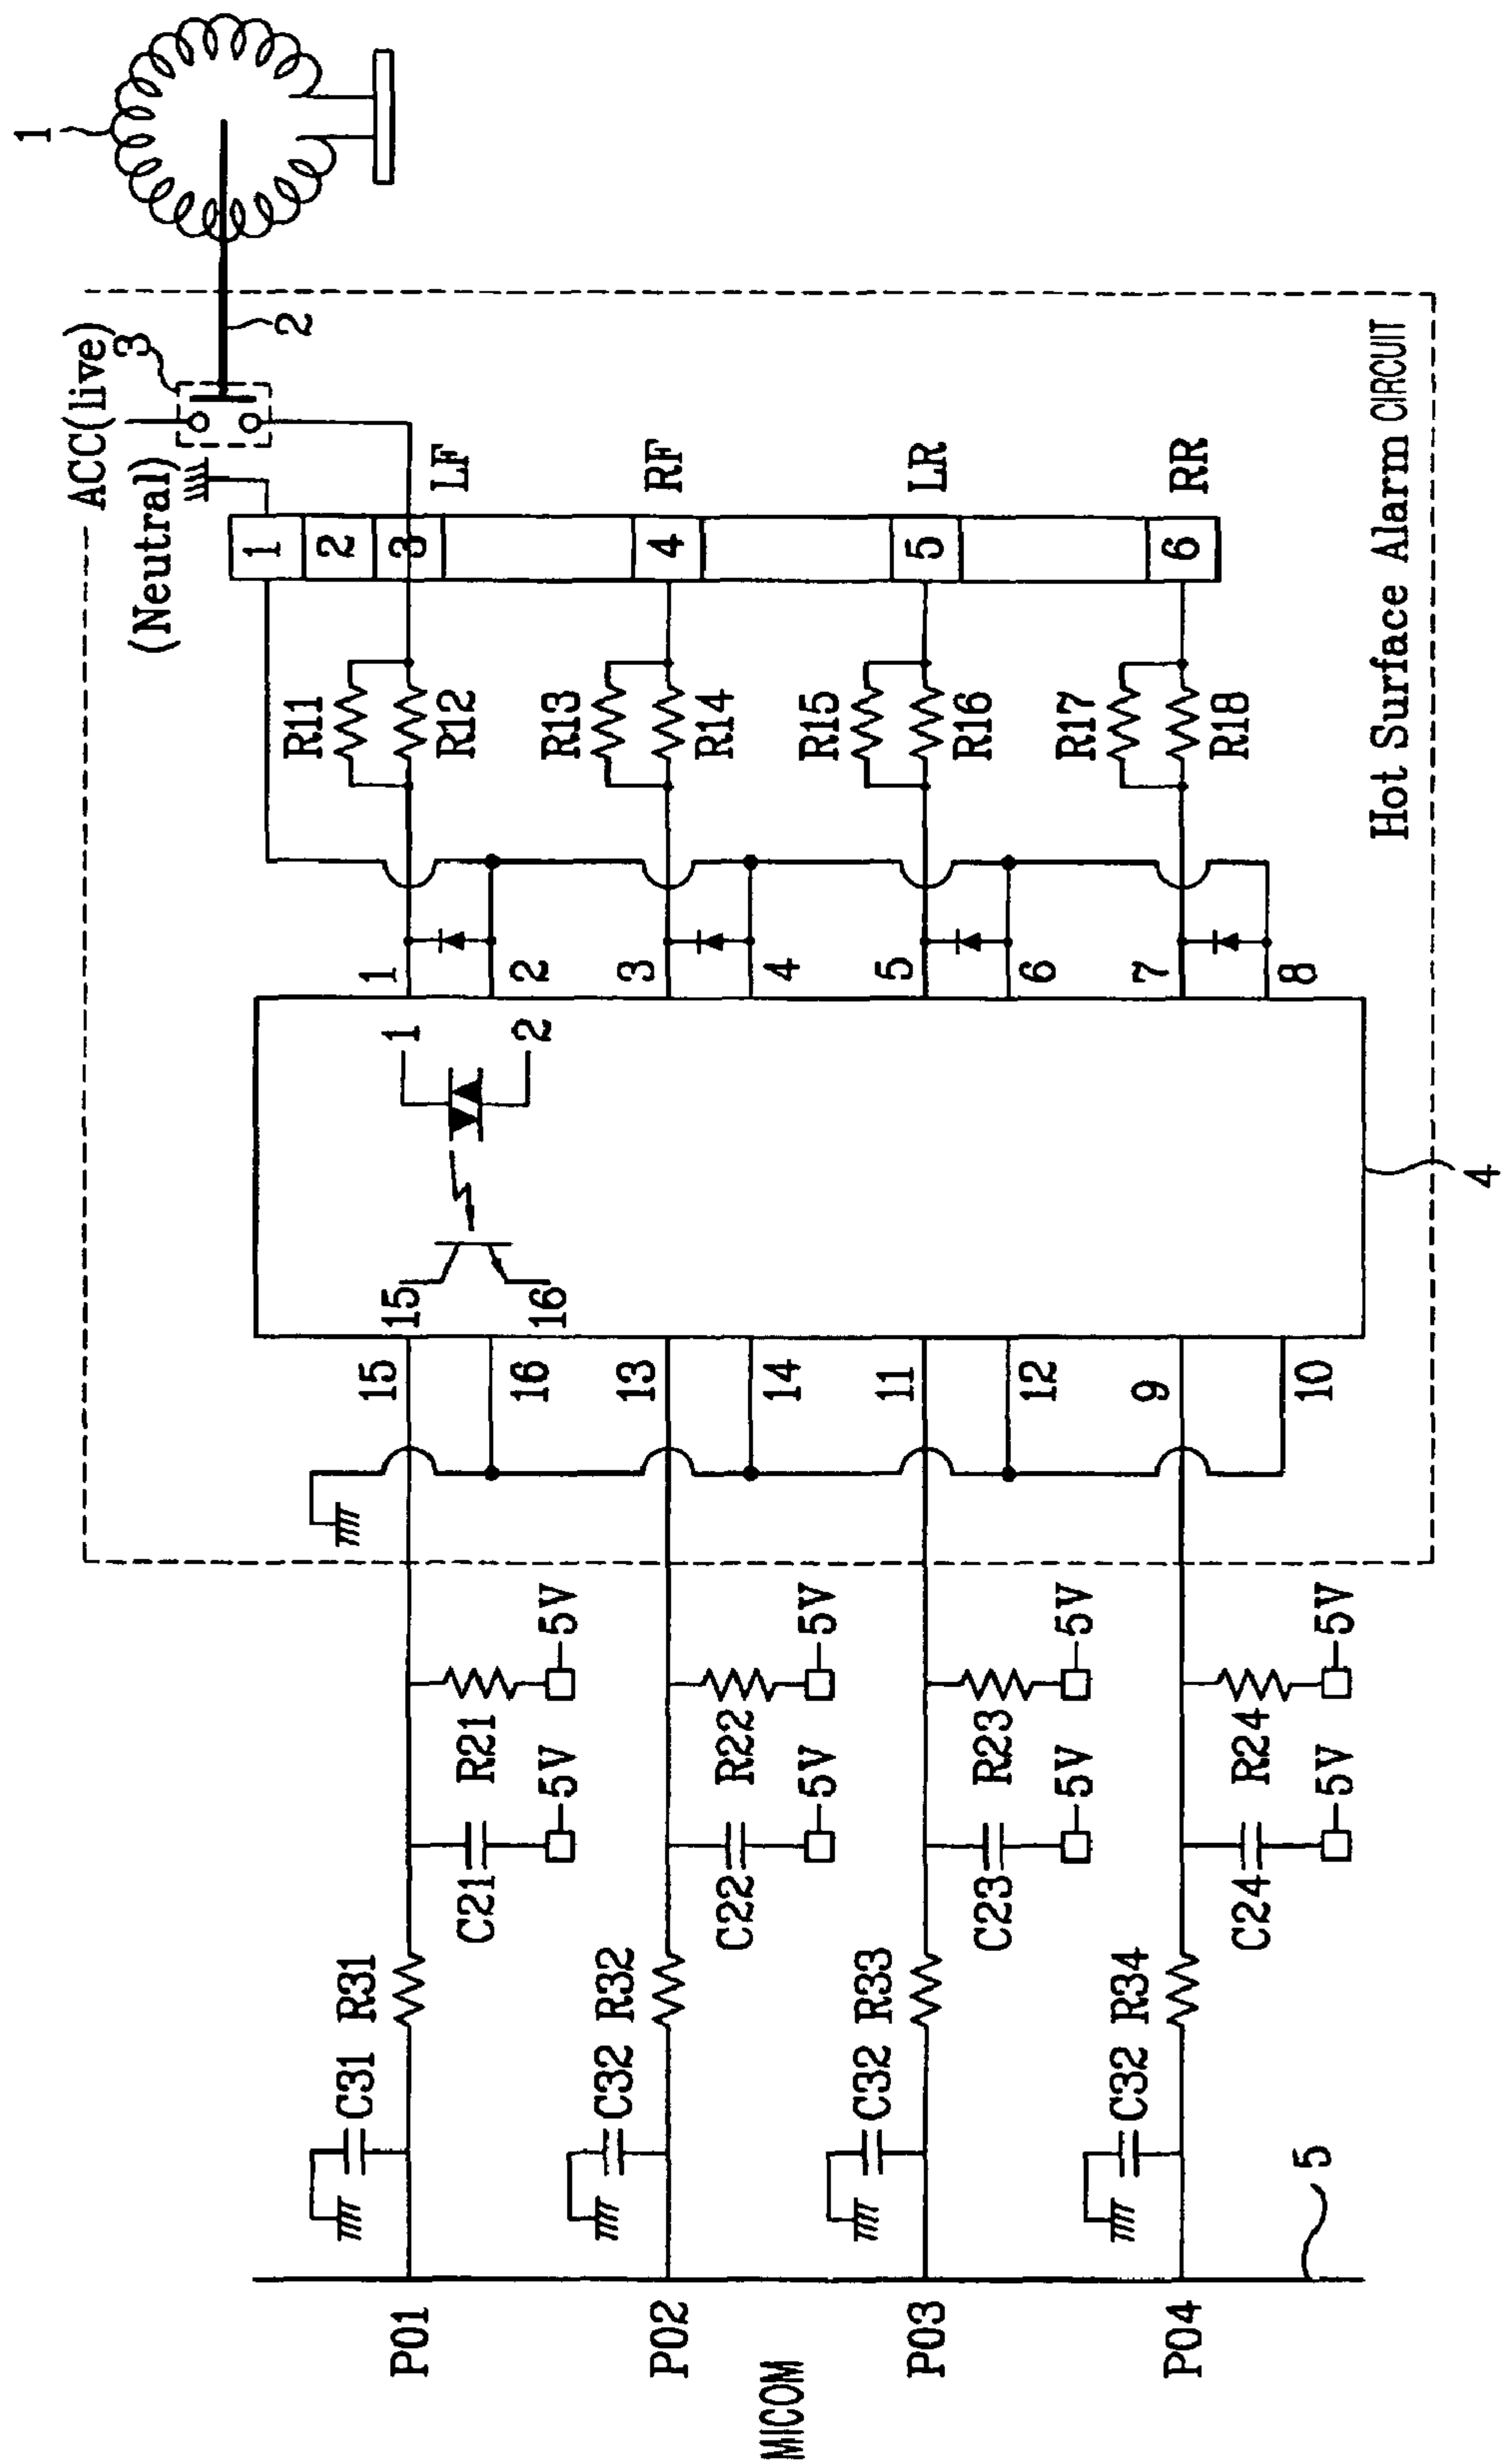 MICOM
P01
P02
P03
P04
5
C31
R31
C32
R32
C32
R33
C32
R34
C21
5V
R21
5V
C22
5V
R22
5V
C23
5V
R23
5V
C24
5V
R24
5V
15
16
13
14
11
12
9
10
15
16
1
2
4
1
2
3
4
5
6
7
8
R11
R12
R13
R14
R15
R16
R17
R18
1
2
3
4
5
6
LF
RF
LR
RR
(Neutral)
ACC(live)
3
2
1
Hot Surface Alarm CIRCUIT